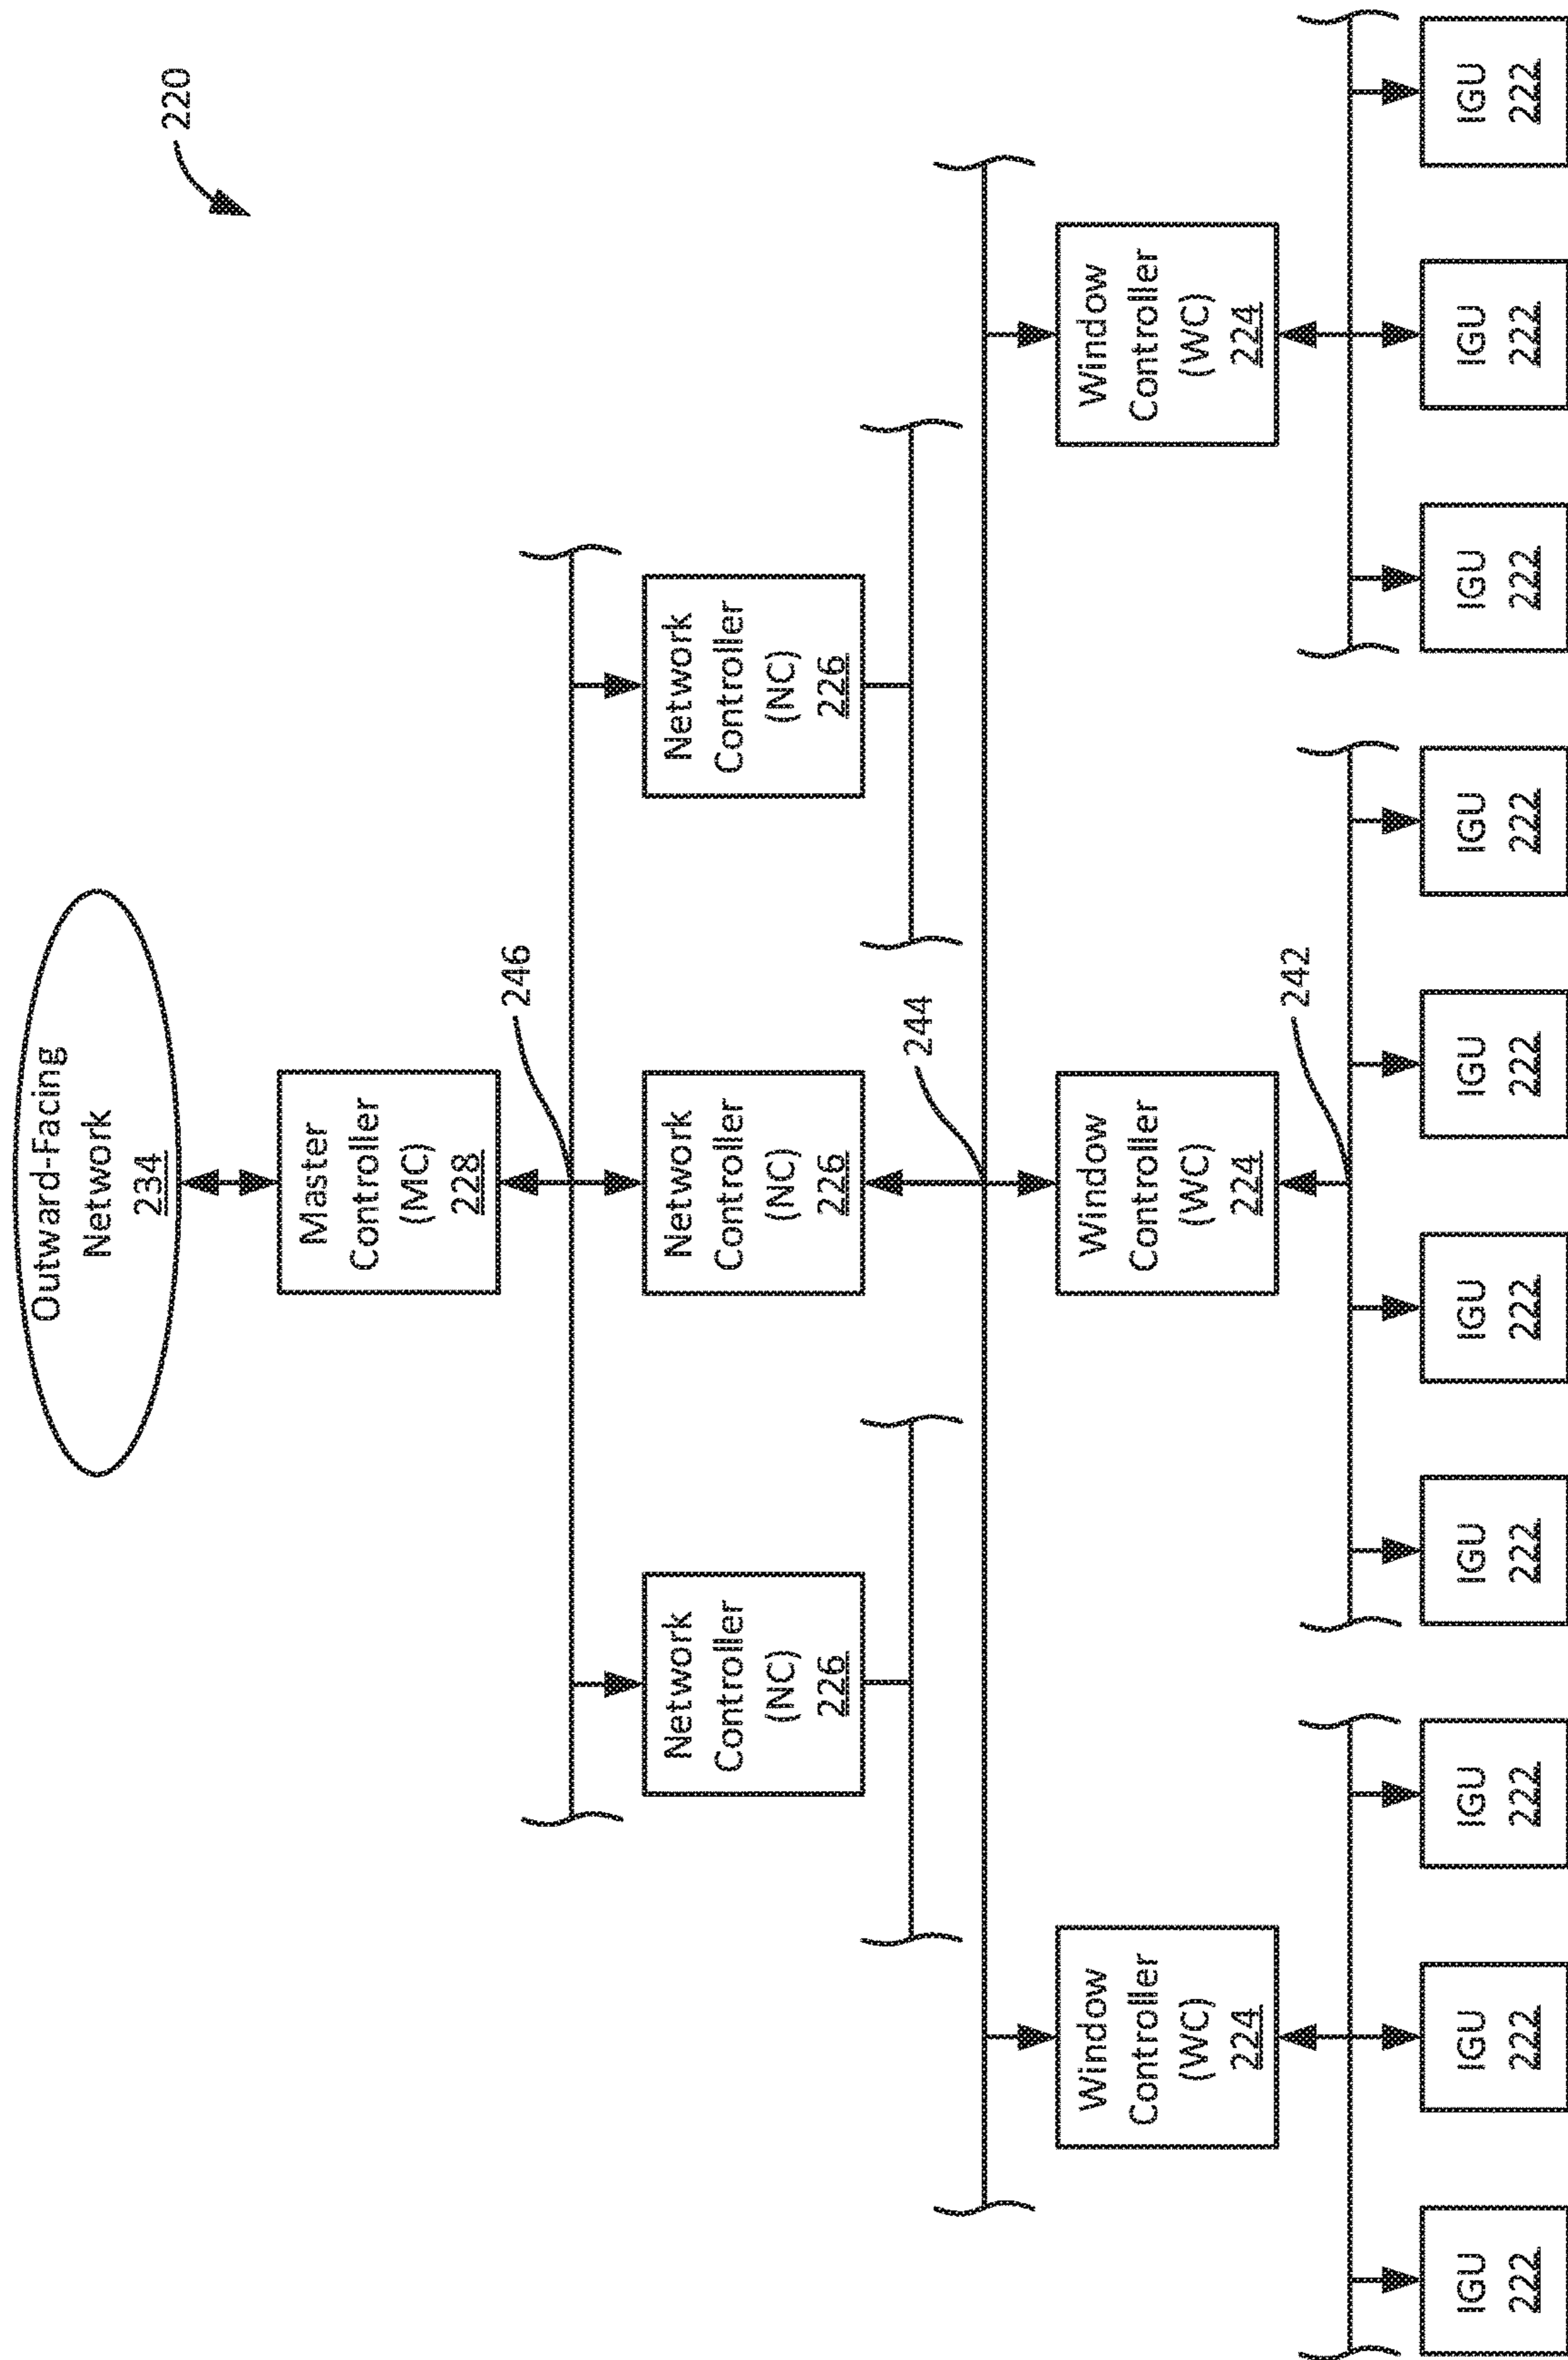 Outward-Facing
Network
234
220
Master
Controller
(MC)
228
246
Network
Controller
(NC)
226
Network
Controller
(NC)
226
Network
Controller
(NC)
226
244
Window
Controller
(WC)
224
Window
Controller
(WC)
224
Window
Controller
(WC)
224
242
IGU
222
IGU
222
IGU
222
IGU
222
IGU
222
IGU
222
IGU
222
IGU
222
IGU
222
IGU
222